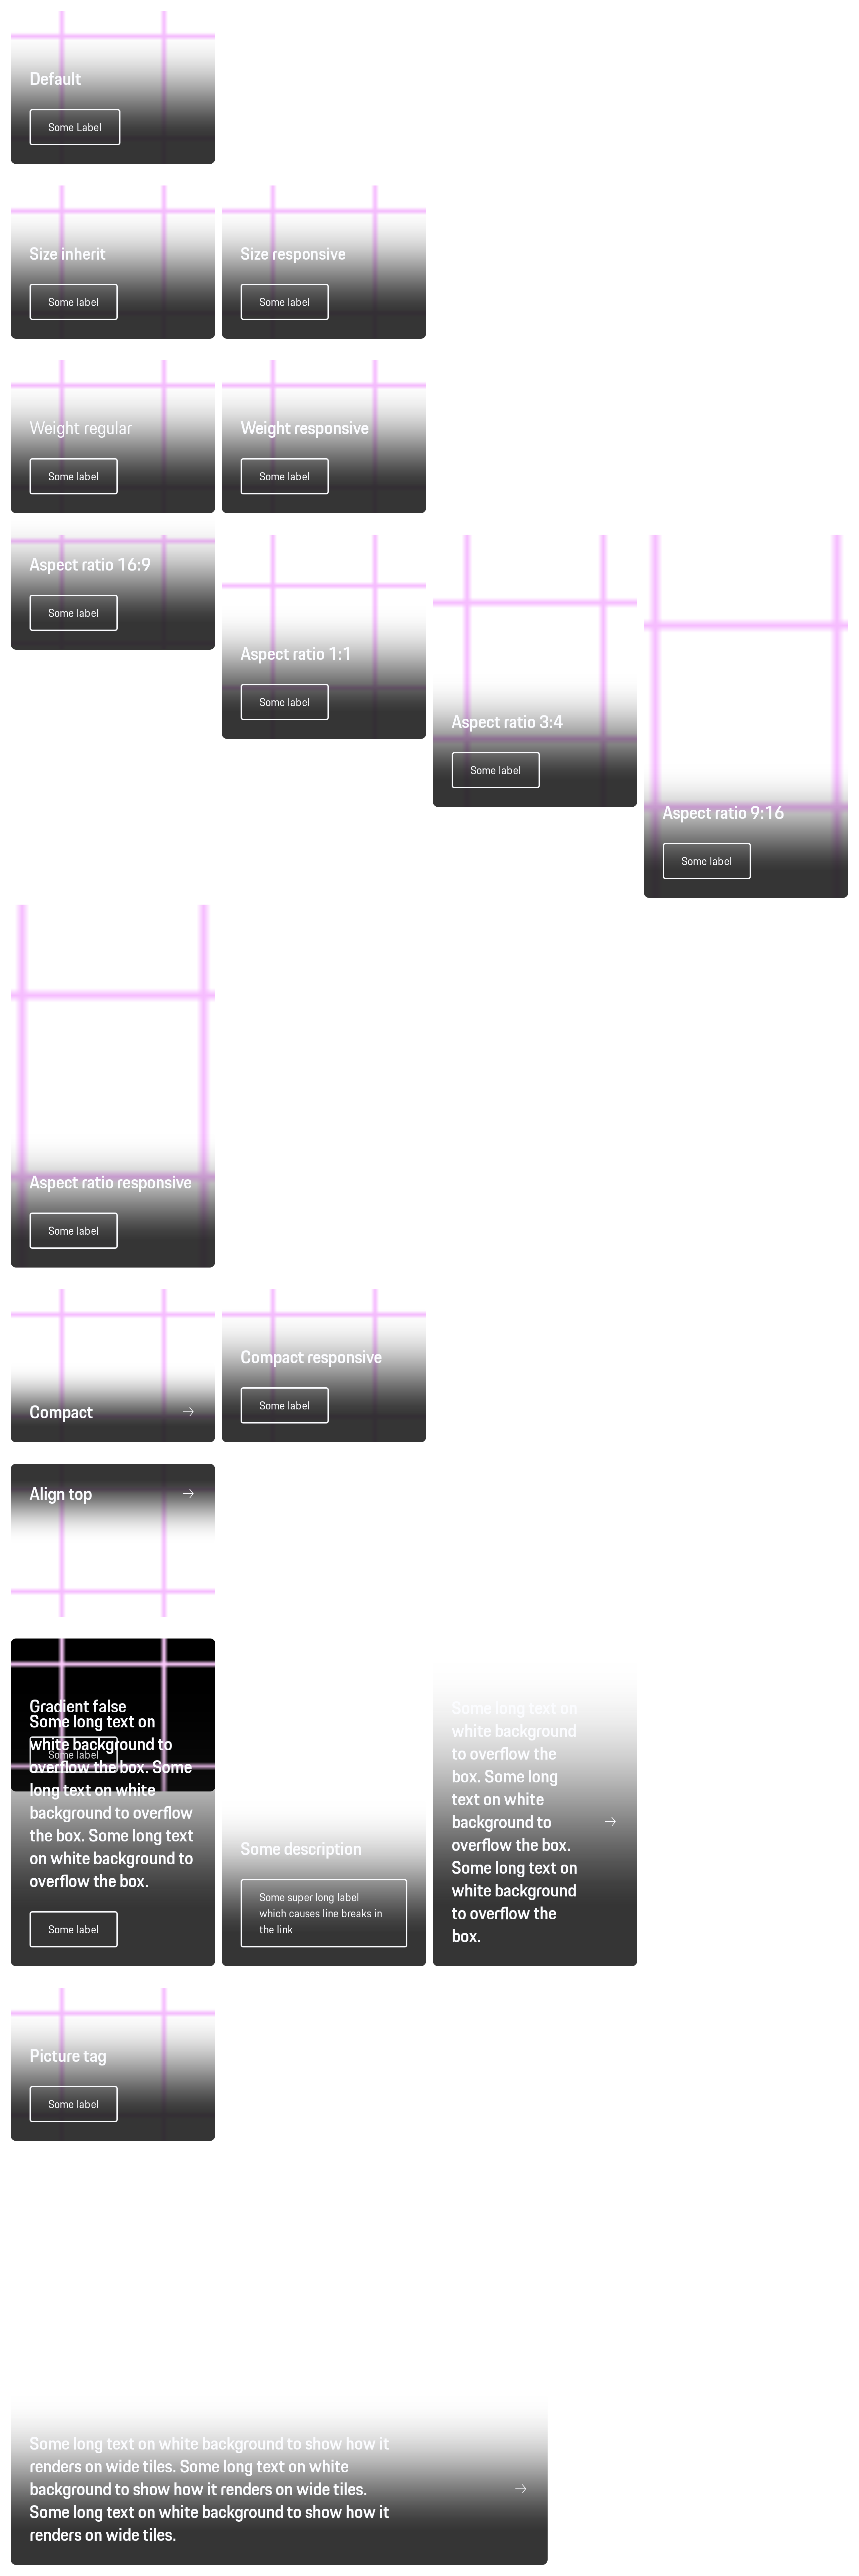 Default
Some Label
Size inherit
Some label
Size responsive
Some label
Weight regular
Some label
Weight responsive
Some label
Aspect ratio 16:9
Some label
Aspect ratio 1:1
Some label
Aspect ratio 3:4
Some label
Aspect ratio 9:16
Some label
Aspect ratio responsive
Some label
Compact
Compact responsive
Some label
Align top
Gradient false
Some label
Some long text on
white background to
overflow the box. Some
long text on white
background to overflow
the box. Some long text
on white background to
overflow the box.
Some label
Some description
Some super long label
which causes line breaks in
the link
Some long text on
white background
to overflow the
box. Some long
text on white
background to
overflow the box.
Some long text on
white background
to overflow the
box.
Picture tag
Some label
Some long text on white background to show how it
renders on wide tiles. Some long text on white
background to show how it renders on wide tiles.
Some long text on white background to show how it
renders on wide tiles.